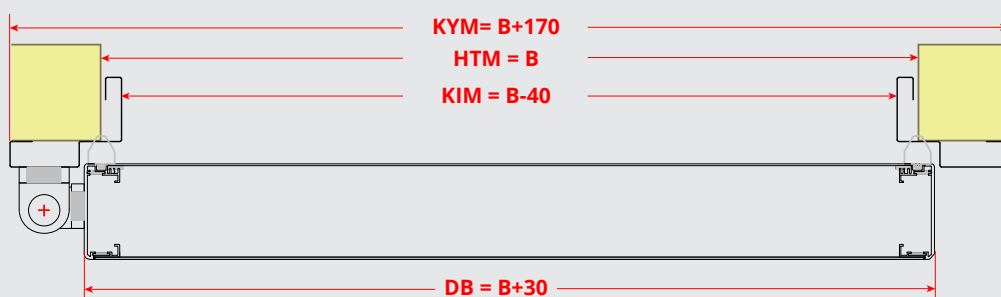 KYM= B+170
HTM = B
KIM = B-40
DB = B+30